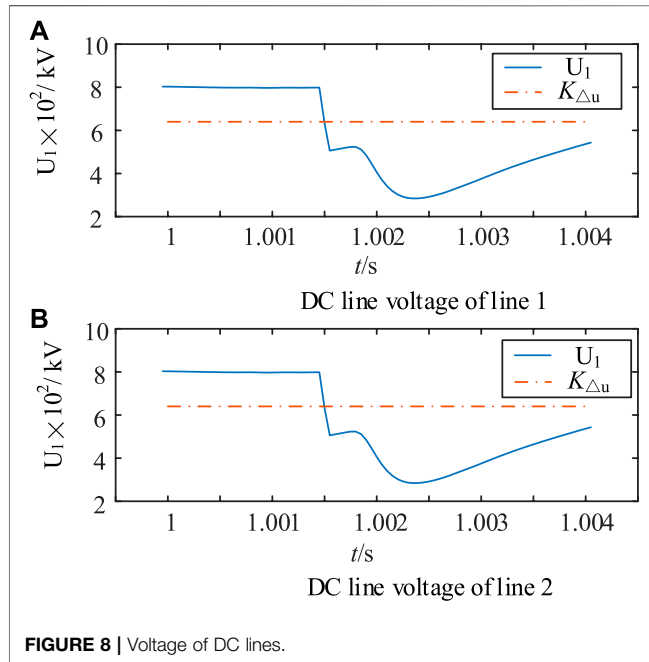 A
10
8
6
4
2
U₁×10²/kV
U₁
K△u
1 1.001 1.002 1.003 1.004
t/s
DC line voltage of line 1
B
10
8
6
4
2
U₁×10²/kV
U₁
K△u
1 1.001 1.002 1.003 1.004
t/s
DC line voltage of line 2
FIGURE 8 | Voltage of DC lines.